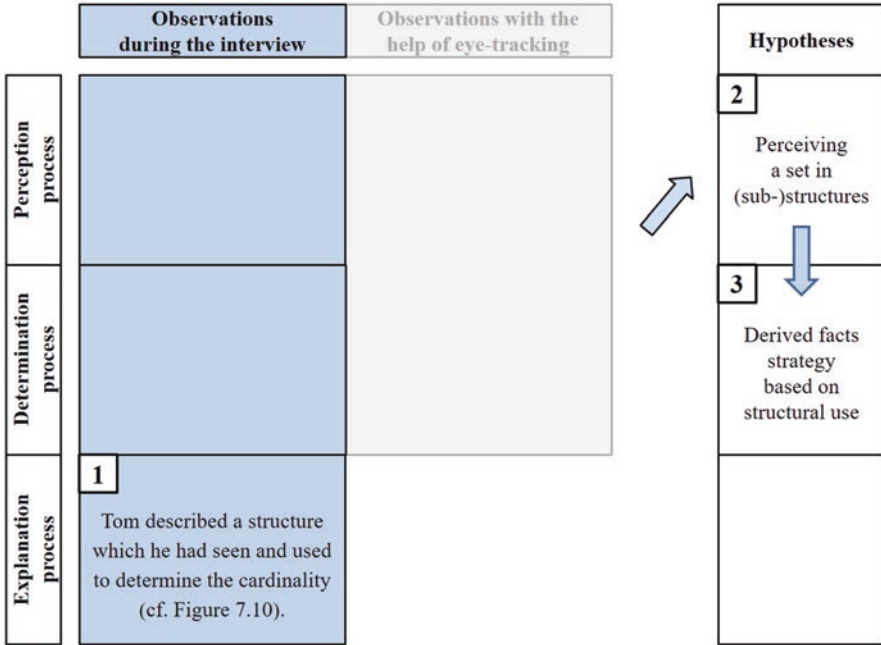 Observations
during the interview
Observations with the
help of eye-tracking
Hypotheses
Perception
process
2
Perceiving
a set in
(sub-)structures
Determination
process
3
Derived facts
strategy
based on
structural use
Explanation
process
1
Tom described a structure
which he had seen and used
to determine the cardinality
(cf. Figure 7.10).